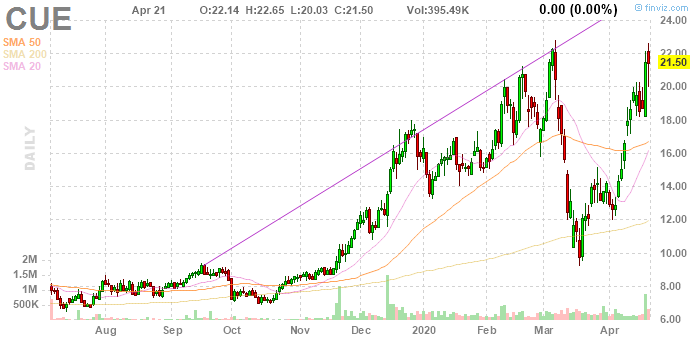 CUE Apr 21 O:22.14 H:22.65 L:20.03 C:21.50 Vol:395.49K 0.00 (0.00%) © finviz.com
SMA 50
SMA 200
SMA 20
DAILY
24.00
22.00
21.50
20.00
18.00
16.00
14.00
12.00
10.00
8.00
6.00
2M
1.5M
1M
500K
Aug Sep Oct Nov Dec 2020 Feb Mar Apr